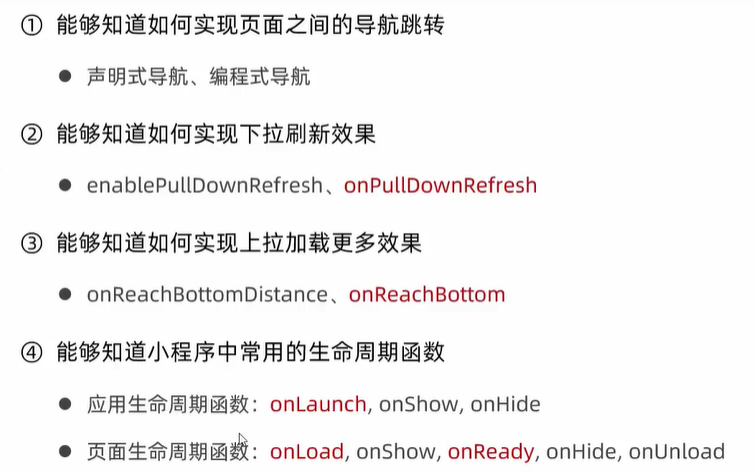 ① 能够知道如何实现页面之间的导航跳转
● 声明式导航、编程式导航
② 能够知道如何实现下拉刷新效果
● enablePullDownRefresh、onPullDownRefresh
③ 能够知道如何实现上拉加载更多效果
● onReachBottomDistance、onReachBottom
④ 能够知道小程序中常用的生命周期函数
● 应用生命周期函数：onLaunch, onShow, onHide
● 页面生命周期函数：onLoad, onShow, onReady, onHide, onUnload